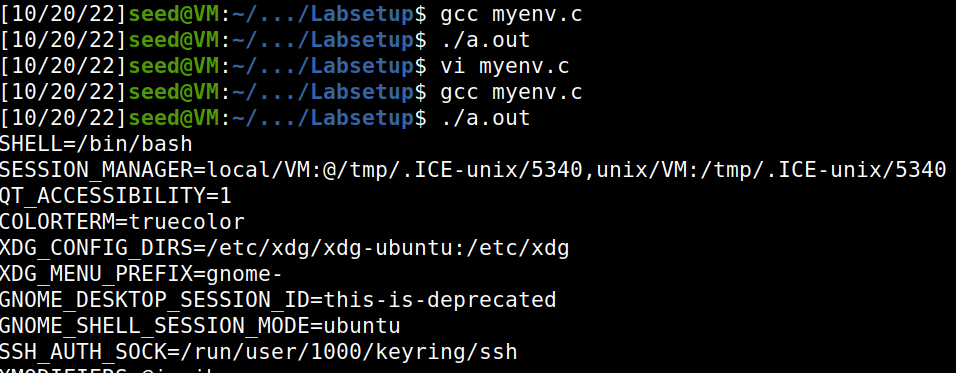 [10/20/22]seed@VM:~/.../Labsetup$ gcc myenv.c
[10/20/22]seed@VM:~/.../Labsetup$ ./a.out
[10/20/22]seed@VM:~/.../Labsetup$ vi myenv.c
[10/20/22]seed@VM:~/.../Labsetup$ gcc myenv.c
[10/20/22]seed@VM:~/.../Labsetup$ ./a.out
SHELL=/bin/bash
SESSION_MANAGER=local/VM:@/tmp/.ICE-unix/5340,unix/VM:/tmp/.ICE-unix/5340
QT_ACCESSIBILITY=1
COLORTERM=truecolor
XDG_CONFIG_DIRS=/etc/xdg/xdg-ubuntu:/etc/xdg
XDG_MENU_PREFIX=gnome-
GNOME_DESKTOP_SESSION_ID=this-is-deprecated
GNOME_SHELL_SESSION_MODE=ubuntu
SSH_AUTH_SOCK=/run/user/1000/keyring/ssh